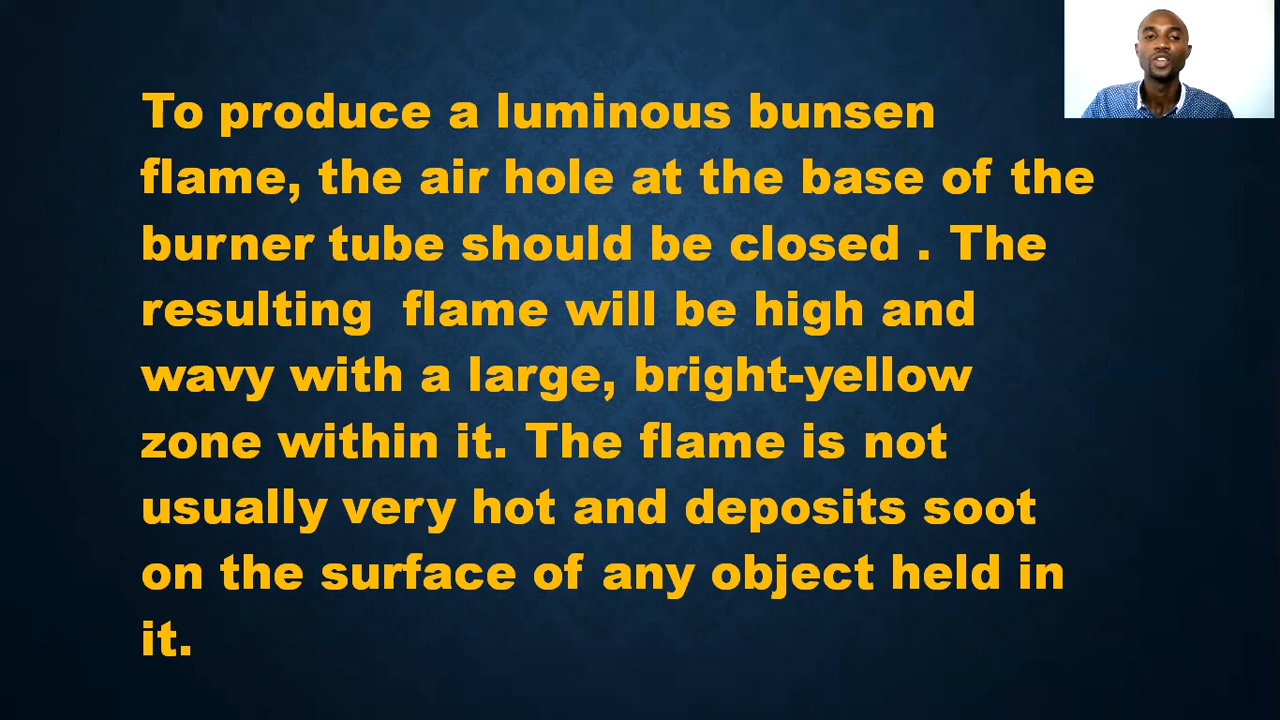 To produce a luminous bunsen
flame, the air hole at the base of the
burner tube should be closed . The
resulting  flame will be high and
wavy with a large, bright-yellow
zone within it. The flame is not
usually very hot and deposits soot
on the surface of any object held in
it.